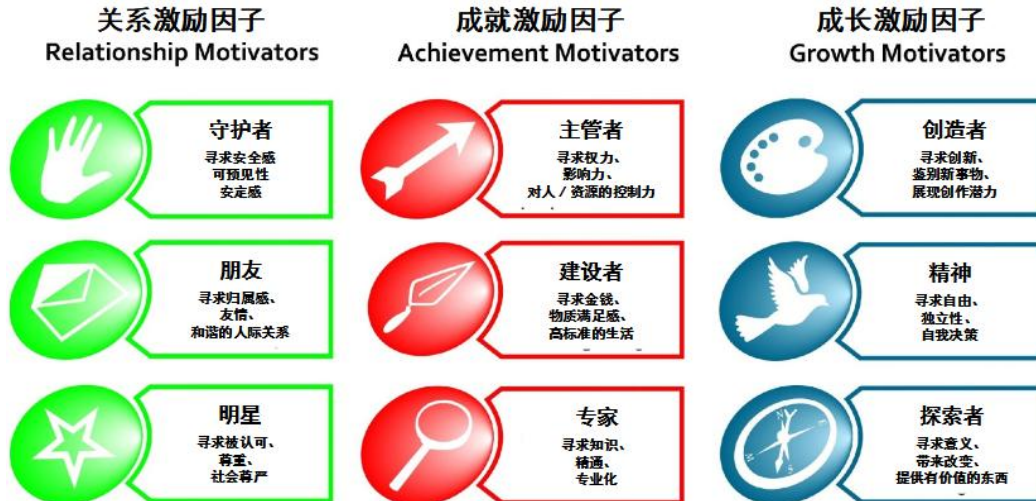 关系激励因子
Relationship Motivators
守护者
寻求安全感
可预见性
安定感
朋友
寻求归属感、
友情、
和谐的人际关系
明星
寻求被认可、
尊重、
社会尊严
成就激励因子
Achievement Motivators
主管者
寻求权力、
影响力、
对人 / 资源的控制力
建设者
寻求金钱、
物质满足感、
高标准的生活
专家
寻求知识、
精通、
专业化
成长激励因子
Growth Motivators
创造者
寻求创新、
鉴别新事物、
展现创作潜力
精神
寻求自由、
独立性、
自我决策
探索者
寻求意义、
带来改变、
提供有价值的东西
N
E
S
W